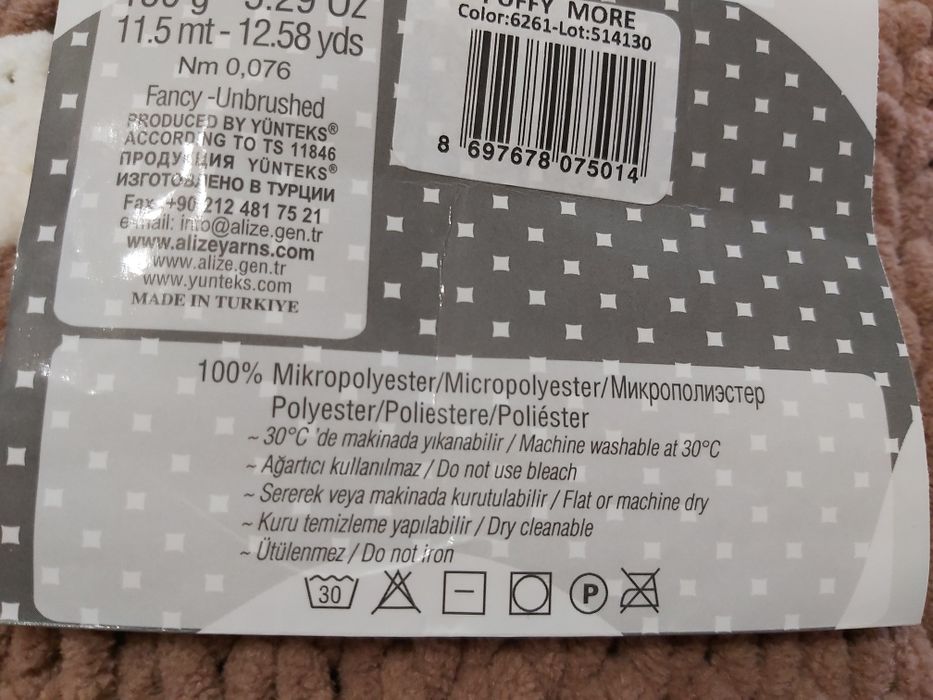 11.5 mt - 12.58 yds
Nm 0,076
Fancy -Unbrushed
PRODUCED BY YÜNTEKS®
ACCORDING TO TS 11846
ПРОДУКЦИЯ YÜNTEKS®
ИЗГОТОВЛЕНО В ТУРЦИИ
Fax: +90 212 481 75 21
e-mail: info@alize.gen.tr
www.alizeyarns.com
www.alize.gen.tr
www.yunteks.com
MADE IN TURKIYE
PUFFY MORE
Color:6261-Lot:514130
8 697678 075014
100% Mikropolyester/Micropolyester/Микрополиэстер
Polyester/Poliestere/Poliéster
~ 30°C 'de makinada yıkanabilir / Machine washable at 30°C
~ Ağartıcı kullanılmaz / Do not use bleach
~ Sererek veya makinada kurutulabilir / Flat or machine dry
~ Kuru temizleme yapılabilir / Dry cleanable
~ Ütülenmez / Do not iron
30 P